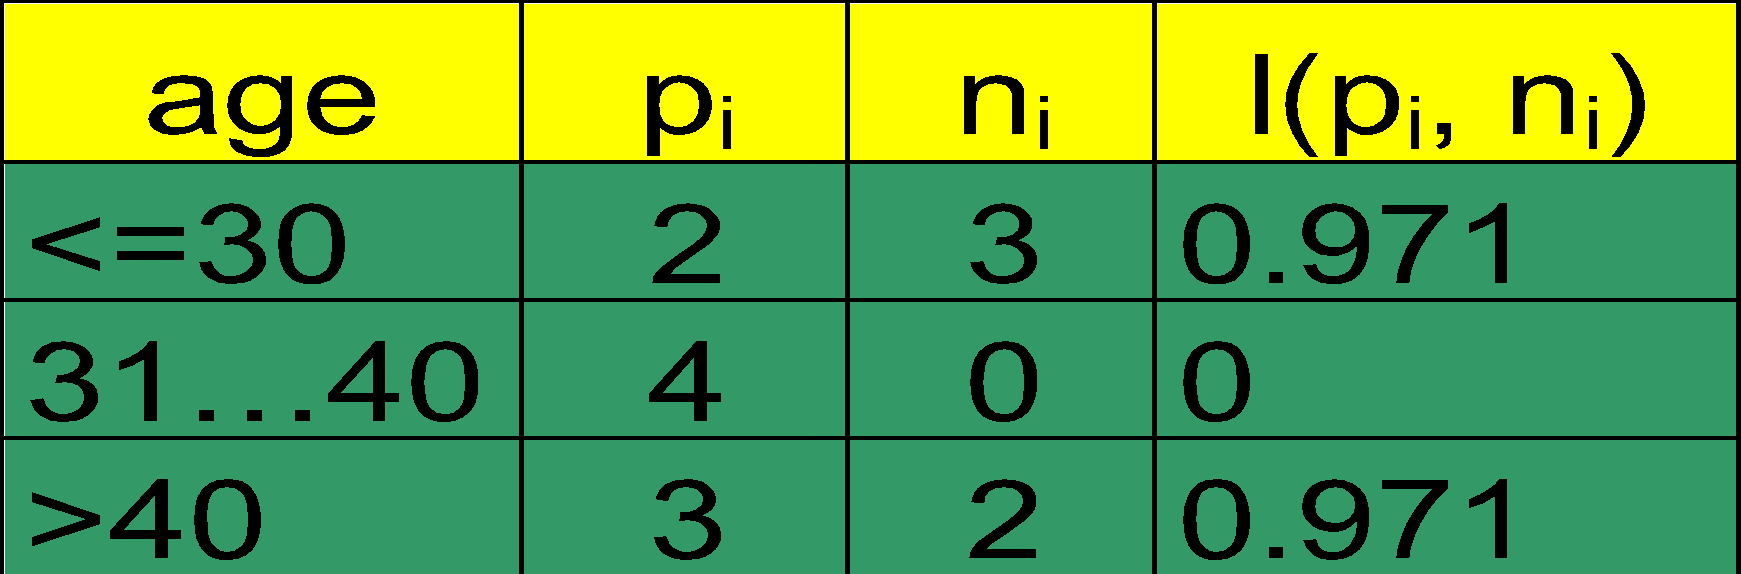 age pᵢ nᵢ I(pᵢ, nᵢ)
<=30 2 3 0.971
31…40 4 0 0
>40 3 2 0.971